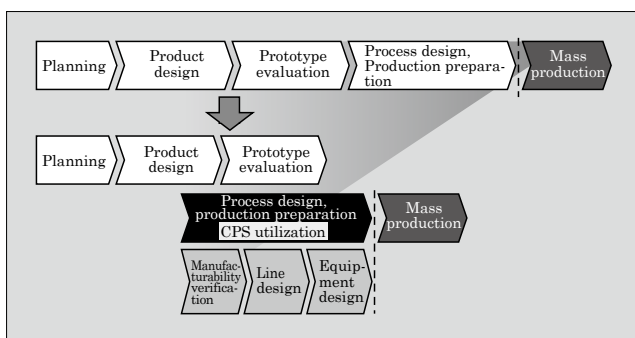 Planning
Product
design
Prototype
evaluation
Process design,
Production prepara-
tion
Mass
production
Planning
Product
design
Prototype
evaluation
Process design,
production preparation
CPS utilization
Mass
production
Manufac-
turability
verifica-
tion
Line
design
Equip-
ment
design